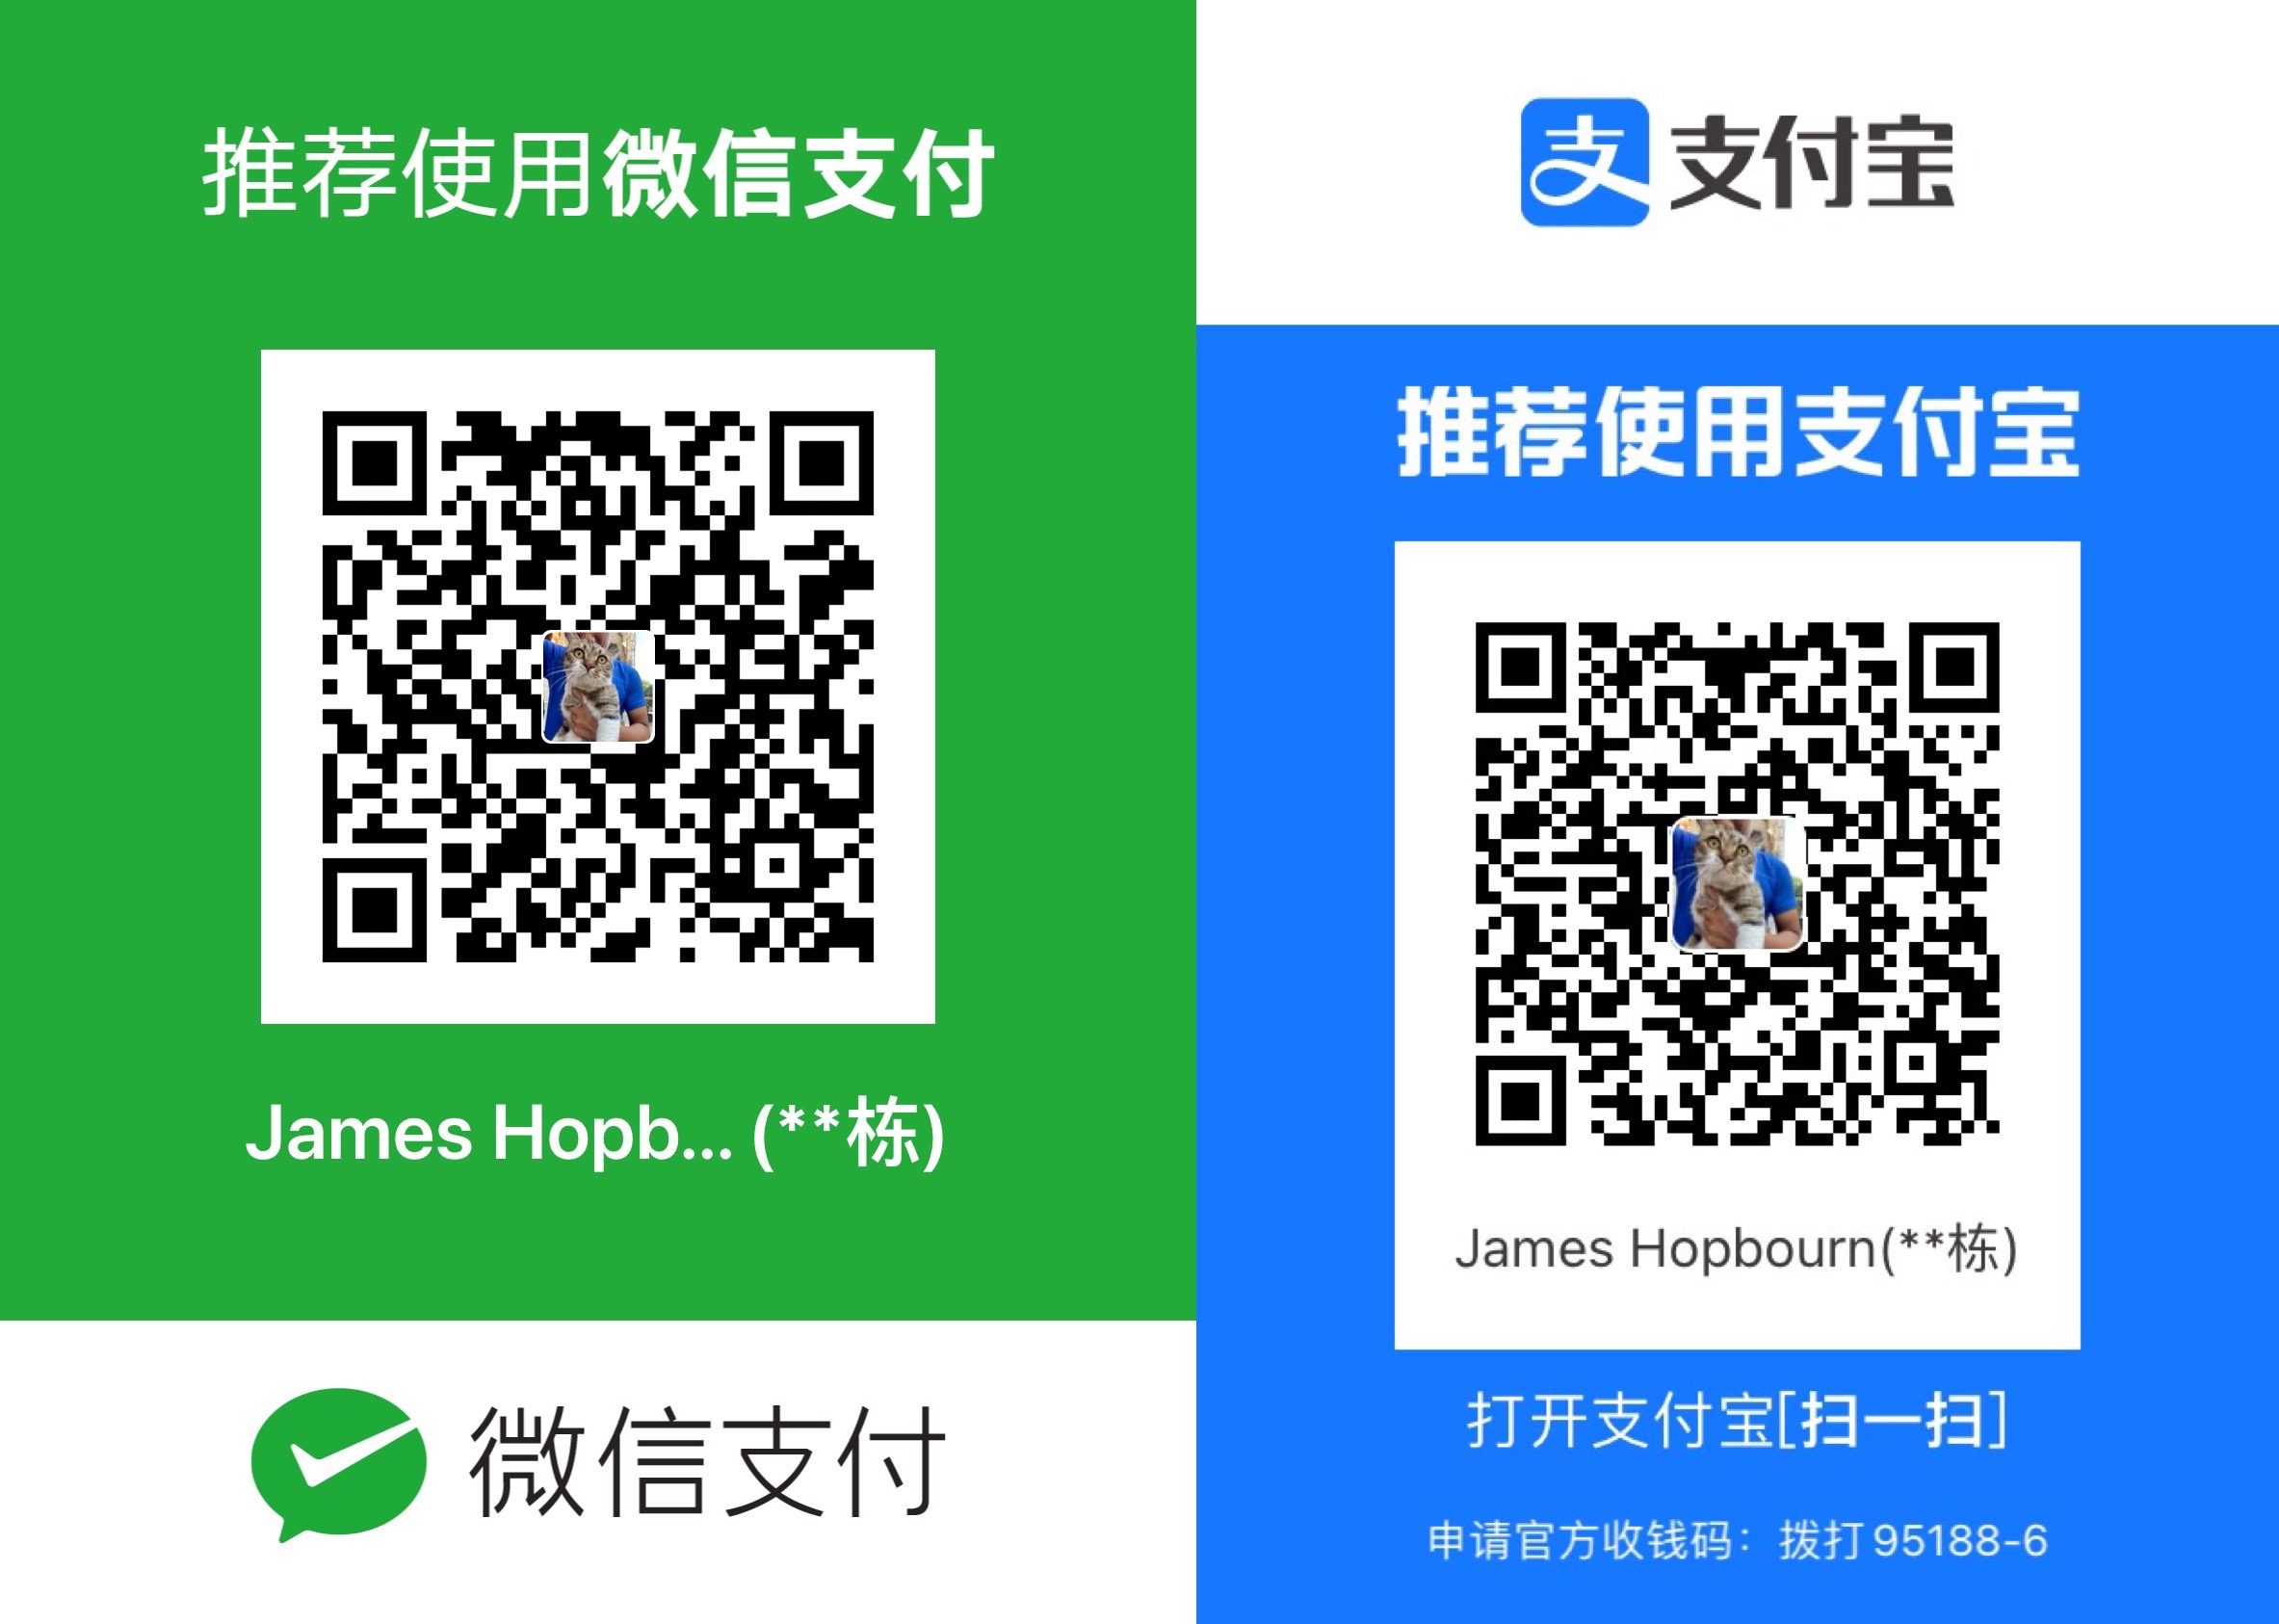 推荐使用微信支付
James Hopb... (**栋)
微信支付
支 支付宝
推荐使用支付宝
James Hopbourn(**栋)
打开支付宝[扫一扫]
申请官方收钱码：拨打95188-6